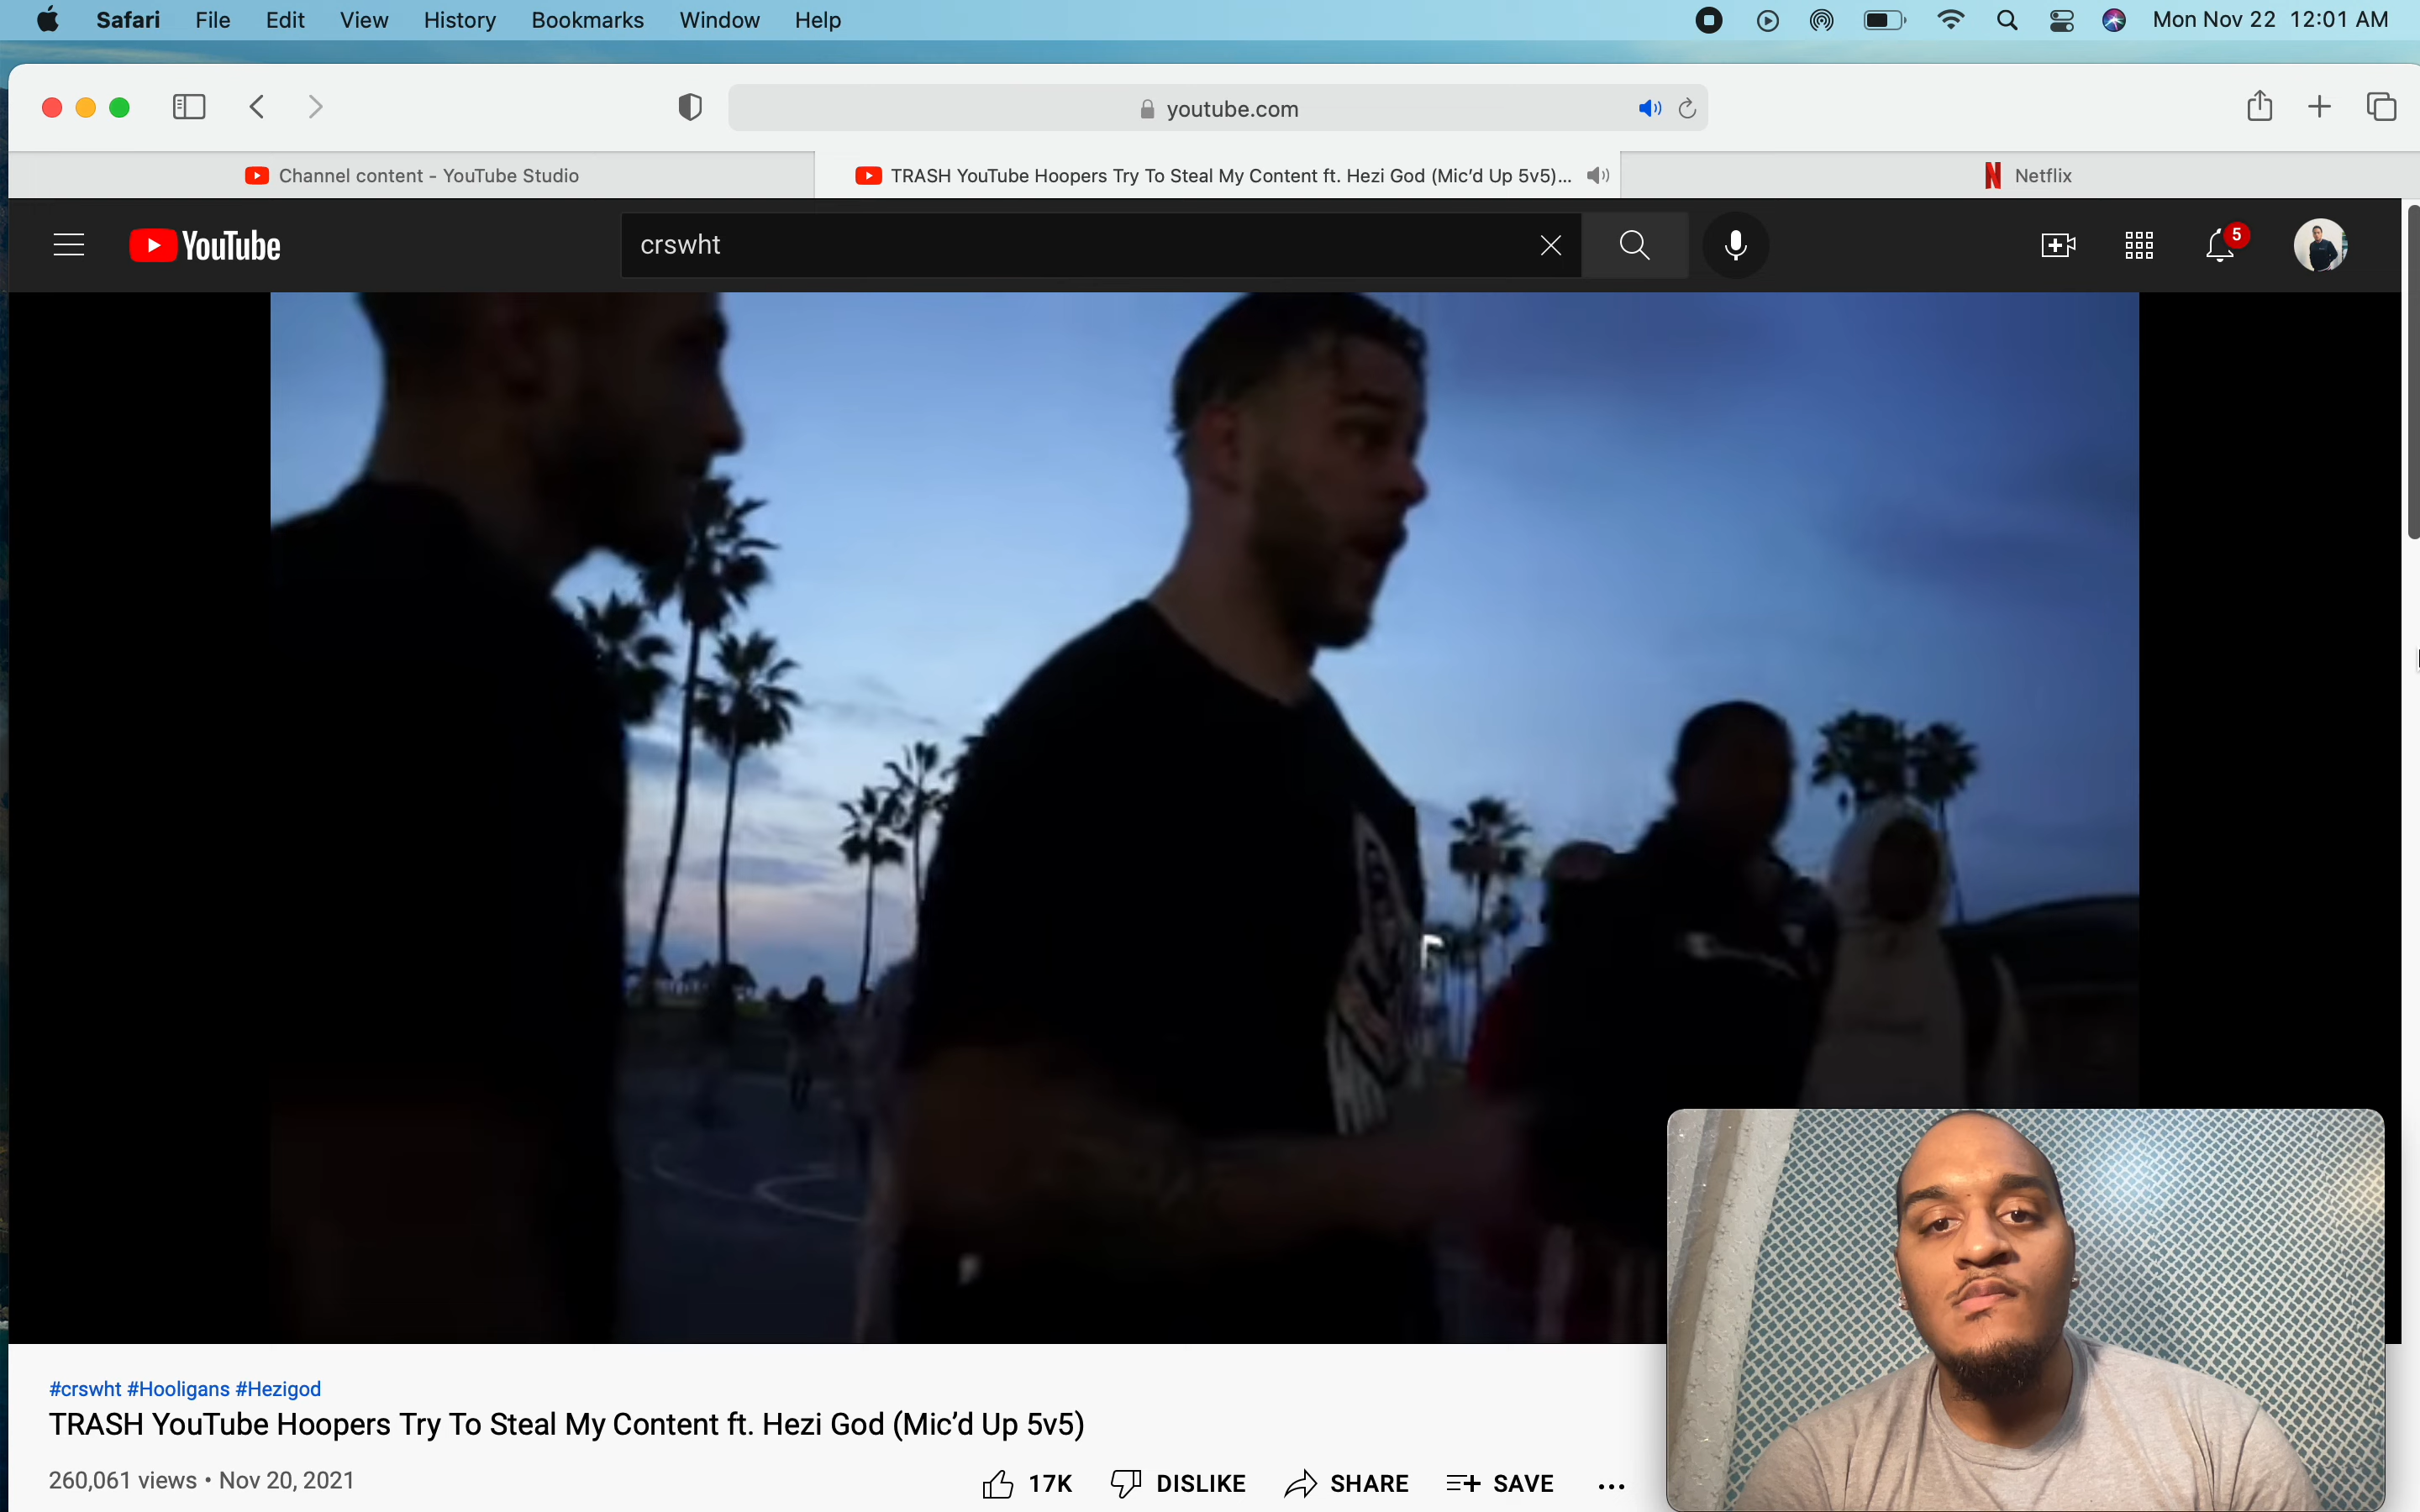 Safari File Edit View History Bookmarks Window Help Mon Nov 22 12:01 AM
youtube.com
Channel content - YouTube Studio
TRASH YouTube Hoopers Try To Steal My Content ft. Hezi God (Mic’d Up 5v5)...
Netflix
YouTube
crswht
5
#crswht #Hooligans #Hezigod
TRASH YouTube Hoopers Try To Steal My Content ft. Hezi God (Mic’d Up 5v5)
260,061 views • Nov 20, 2021
17K DISLIKE SHARE SAVE ...